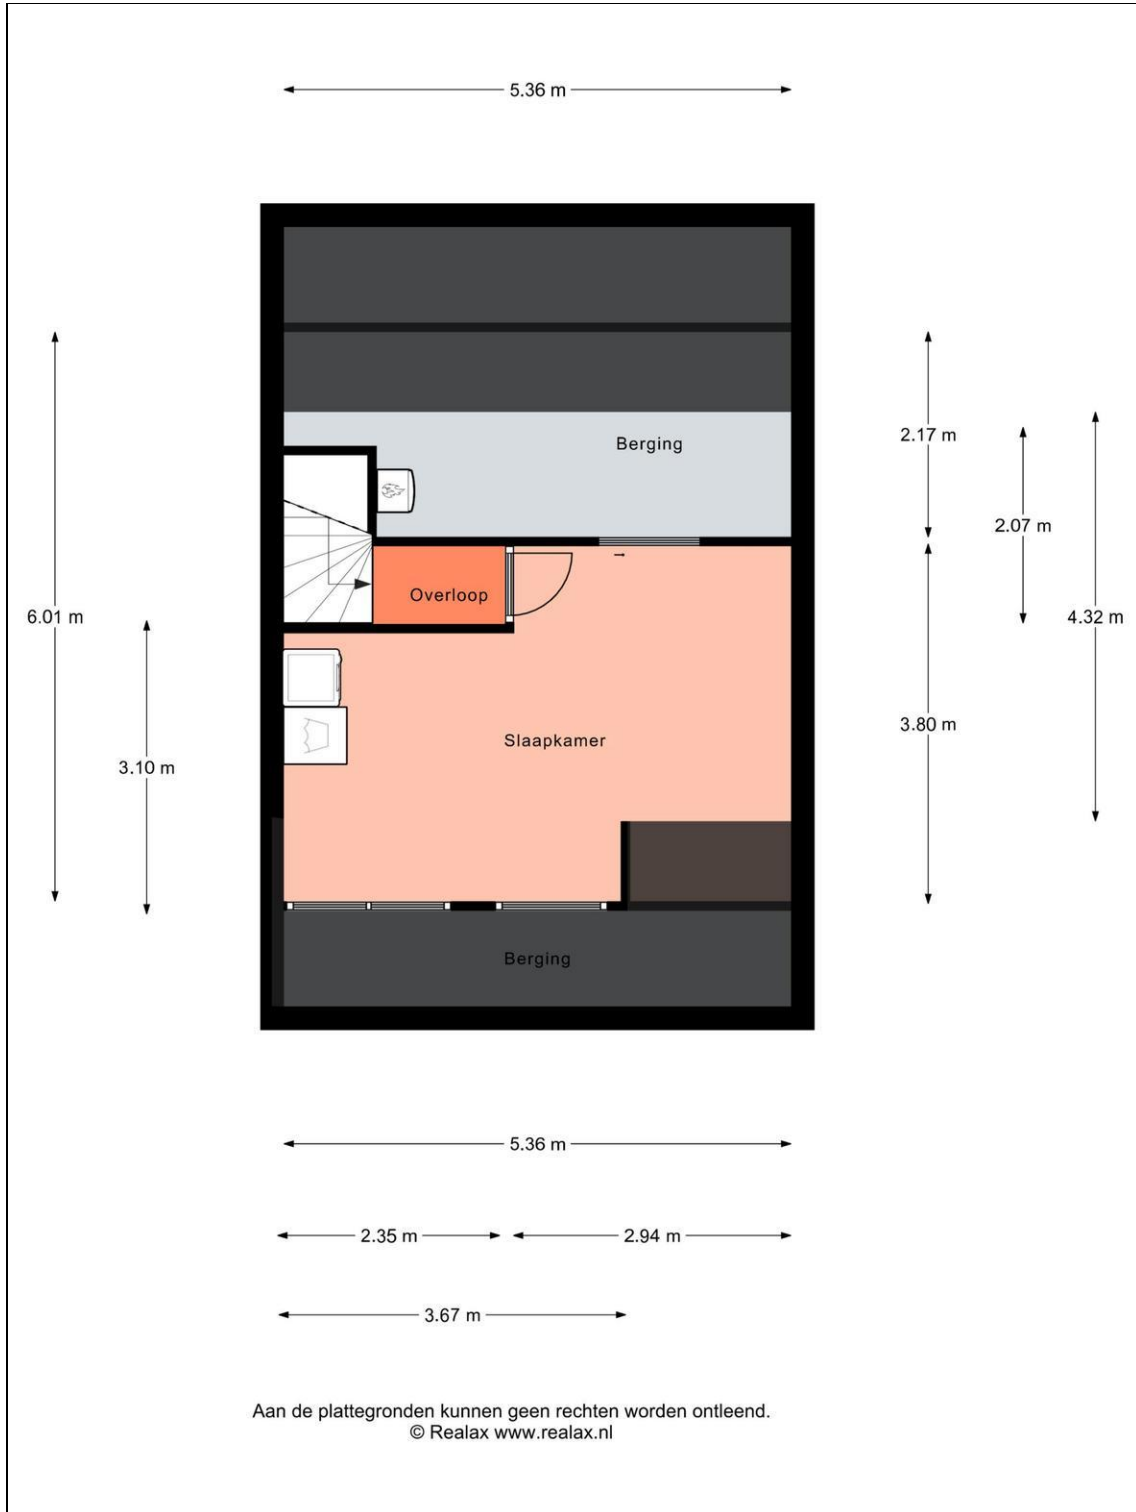 5.36 m
Berging
2.17 m
2.07 m
Overloop
6.01 m
4.32 m
3.80 m
Slaapkamer
3.10 m
Berging
5.36 m
2.35 m
2.94 m
3.67 m
Aan de plattegronden kunnen geen rechten worden ontleend.
© Realax www.realax.nl